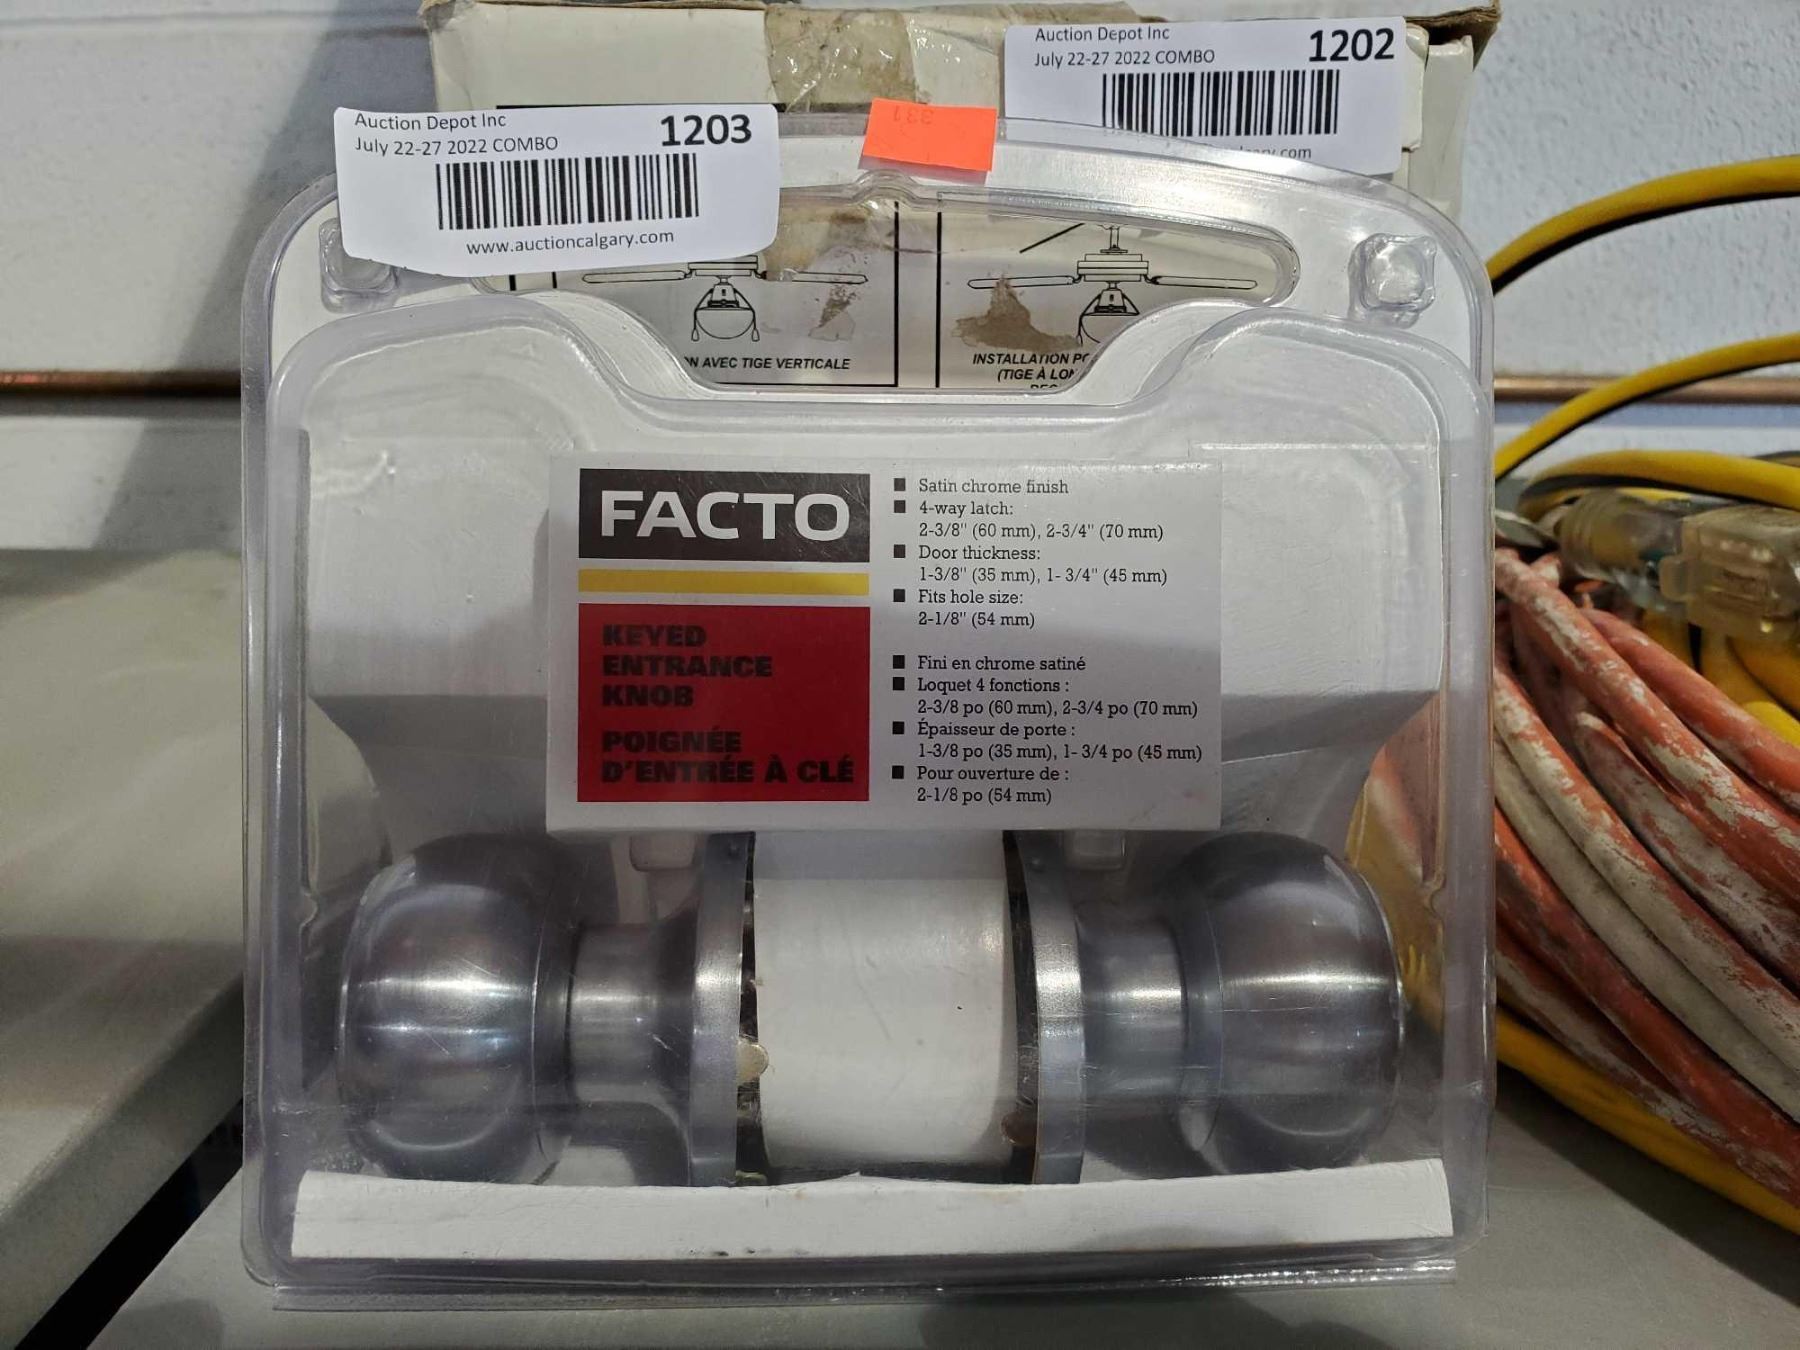 Auction Depot Inc
July 22-27 2022 COMBO
1202
Auction Depot Inc
July 22-27 2022 COMBO
1203
www.auctioncalgary.com
331
AVEC TIGE VERTICALE
INSTALLATION
(TIGE À
FACTO
KEYED
ENTRANCE
KNOB
POIGNÉE
D'ENTRÉE À CLÉ
Satin chrome finish
4-way latch:
2-3/8" (60 mm), 2-3/4" (70 mm)
Door thickness:
1-3/8" (35 mm), 1- 3/4" (45 mm)
Fits hole size:
2-1/8" (54 mm)
Fini en chrome satiné
Loquet 4 fonctions :
2-3/8 po (60 mm), 2-3/4 po (70 mm)
Épaisseur de porte :
1-3/8 po (35 mm), 1- 3/4 po (45 mm)
Pour ouverture de :
2-1/8 po (54 mm)